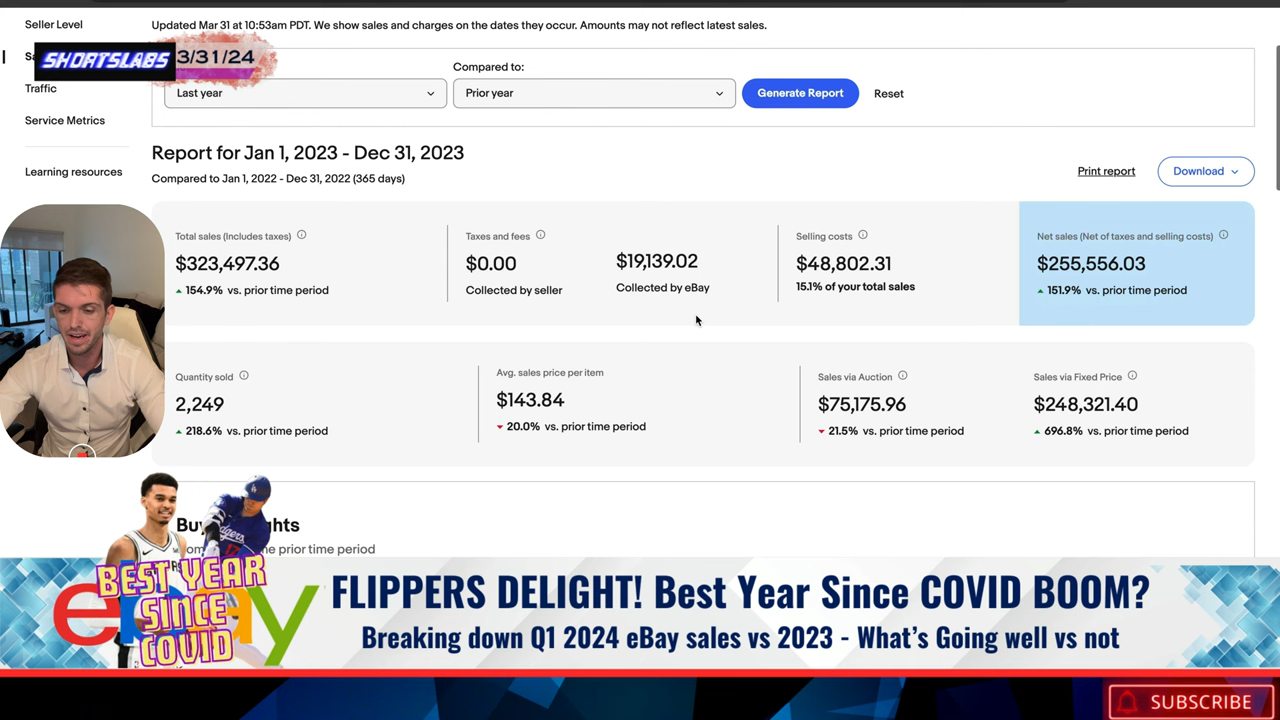 Seller Level
Updated Mar 31 at 10:53am PDT. We show sales and charges on the dates they occur. Amounts may not reflect latest sales.
SHORTSLABS
3/31/24
Compared to:
Traffic
Last year
Prior year
Generate Report
Reset
Service Metrics
Report for Jan 1, 2023 - Dec 31, 2023
Learning resources
Compared to Jan 1, 2022 - Dec 31, 2022 (365 days)
Print report
Download
Total sales (Includes taxes)
$323,497.36
154.9% vs. prior time period
Taxes and fees
$0.00
Collected by seller
$19,139.02
Collected by eBay
Selling costs
$48,802.31
15.1% of your total sales
Net sales (Net of taxes and selling costs)
$255,556.03
151.9% vs. prior time period
Quantity sold
2,249
218.6% vs. prior time period
Avg. sales price per item
$143.84
20.0% vs. prior time period
Sales via Auction
$75,175.96
21.5% vs. prior time period
Sales via Fixed Price
$248,321.40
696.8% vs. prior time period
prior time period
Dodgers
17
ebay
BEST YEAR
SINCE
COVID
FLIPPERS DELIGHT! Best Year Since COVID BOOM?
Breaking down Q1 2024 eBay sales vs 2023 - What's Going well vs not
SUBSCRIBE